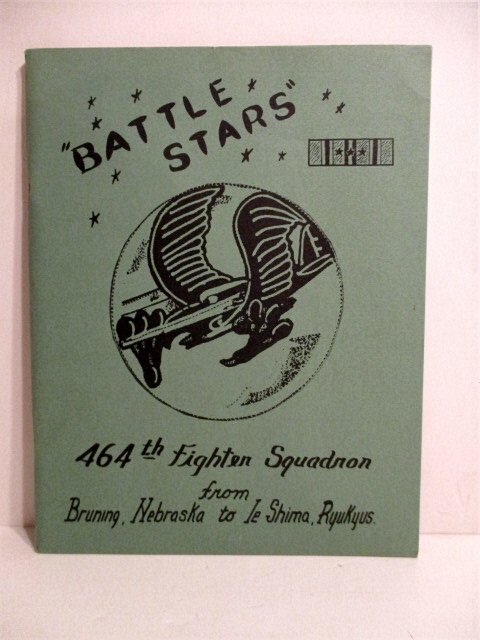 "BATTLE
STARS"
464th Fighter Squadron
from
Bruning, Nebraska to Ie Shima, RyuKyus.